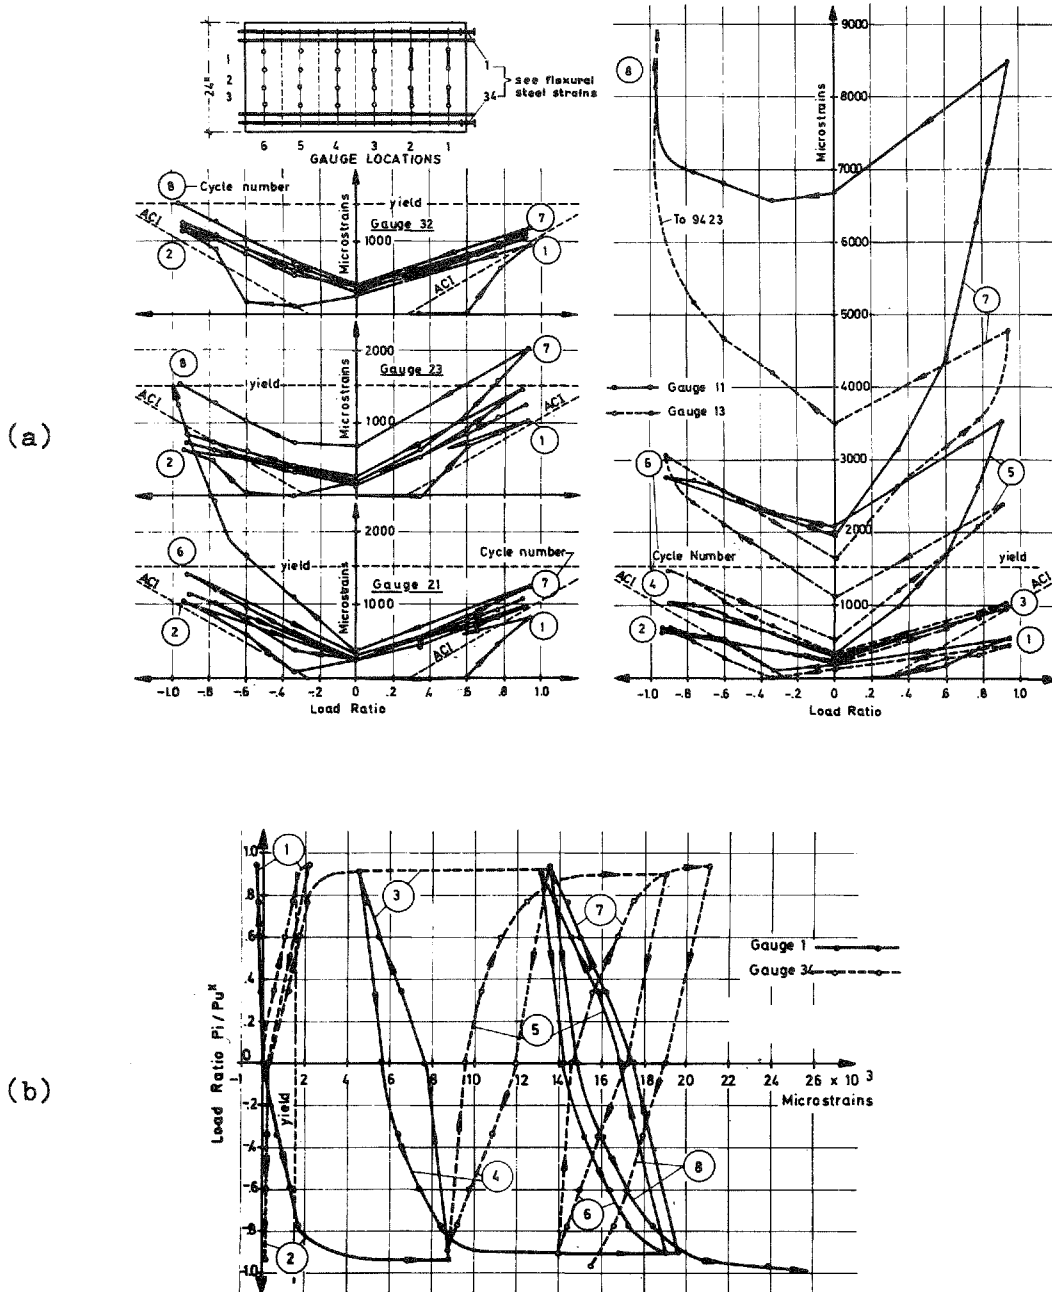 (a)
24"
1
2
3
1
34
see flexural
steel strains
6 5 4 3 2 1
GAUGE LOCATIONS
8 Cycle number
yield
Gauge 32
Microstrains
1000
ACI
2
7
1
ACI
8
2000
yield
Gauge 23
Microstrains
1000
ACI
2
7
ACI
1
2000
6
yield
Gauge 21
Microstrains
1000
Cycle number
ACI
2
7
1
ACI
-1.0 -.8 -.6 -.4 -.2 0 .2 .4 .6 .8 1.0
Load Ratio
9000
8
8000
Microstrains
7000
To 9423
6000
5000
7
4000
Gauge 11
Gauge 13
3000
6
5
2000
Cycle Number
yield
ACI
4
1000
ACI
3
2
1
-1.0 -.8 -.6 -.4 -.2 0 0.2 .4 .6 .8 1.0
Load Ratio
(b)
1.0
.8
.6
.4
.2
0
-.2
-.4
-.6
-.8
-1.0
Load Ratio Pi/Pu*
1
3
7
Gauge 1
Gauge 34
5
-1 2 4 6 8 10 12 14 16 18 20 22 24 26 x 10 3
Microstrains
yield
4
8
6
2